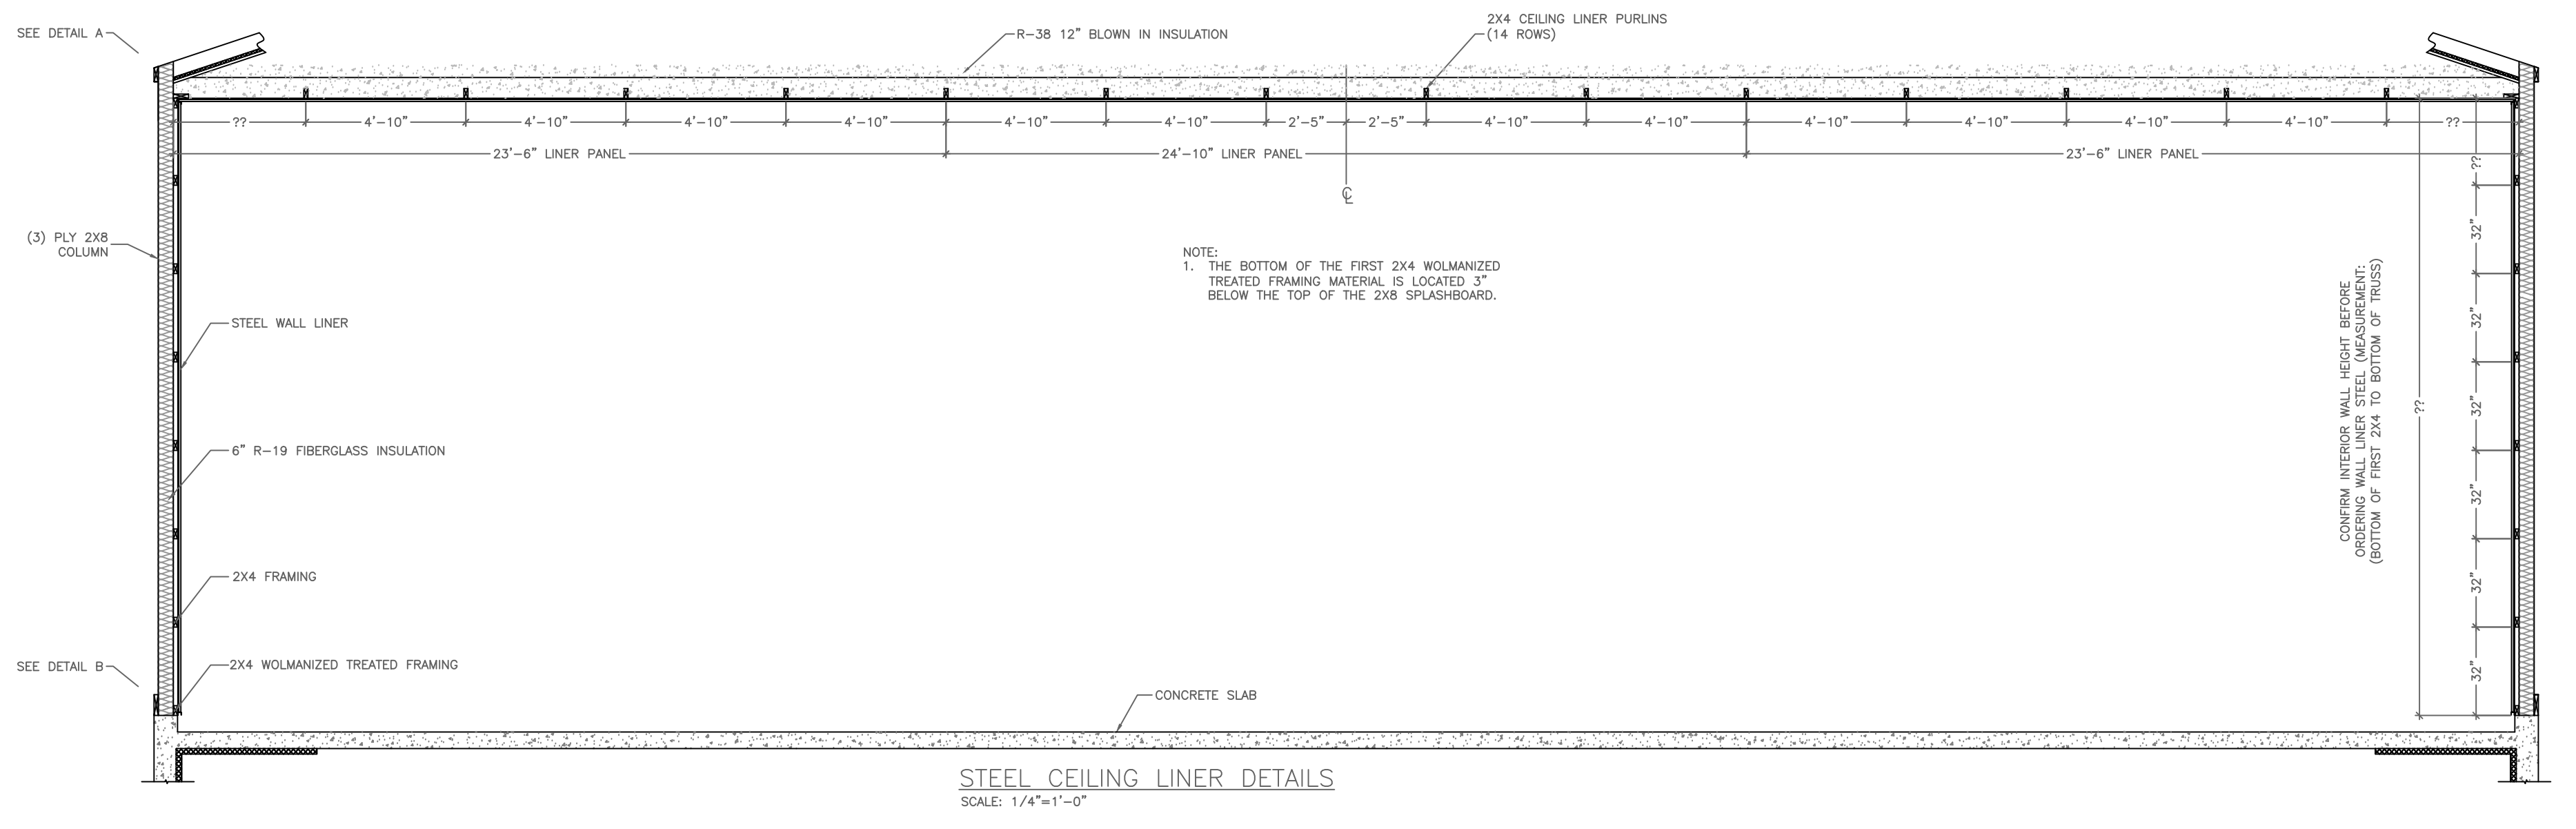 2X4 CEILING LINER PURLINS
(14 ROWS)
SEE DETAIL A
R-38 12" BLOWN IN INSULATION
?? 4'-10" 4'-10" 4'-10" 4'-10" 4'-10" 4'-10" 2'-5" 2'-5" 4'-10" 4'-10" 4'-10" 4'-10" 4'-10" 4'-10" ??
23'-6" LINER PANEL 24'-10" LINER PANEL 23'-6" LINER PANEL
CL
(3) PLY 2X8
COLUMN
NOTE:
1. THE BOTTOM OF THE FIRST 2X4 WOLMANIZED
TREATED FRAMING MATERIAL IS LOCATED 3"
BELOW THE TOP OF THE 2X8 SPLASHBOARD.
STEEL WALL LINER
6" R-19 FIBERGLASS INSULATION
2X4 FRAMING
2X4 WOLMANIZED TREATED FRAMING
SEE DETAIL B
CONCRETE SLAB
CONFIRM INTERIOR WALL HEIGHT BEFORE
ORDERING WALL LINER STEEL (MEASUREMENT:
(BOTTOM OF FIRST 2X4 TO BOTTOM OF TRUSS)
??
??
32"
32"
32"
32"
32"
32"
STEEL CEILING LINER DETAILS
SCALE: 1/4"=1'-0"